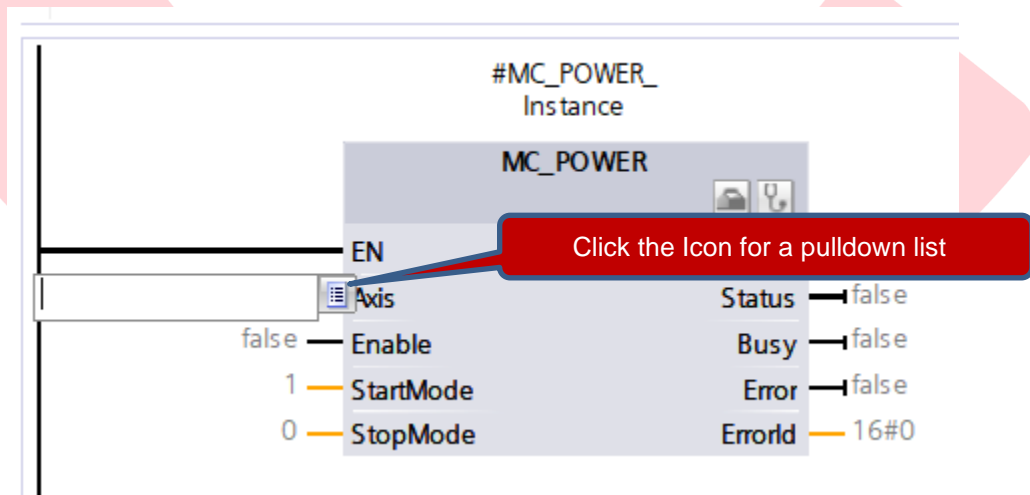 #MC_POWER_
Instance
MC_POWER
EN
Click the Icon for a pulldown list
Axis
Status
false
false
Enable
Busy
false
1
StartMode
Error
false
0
StopMode
ErrorId
16#0